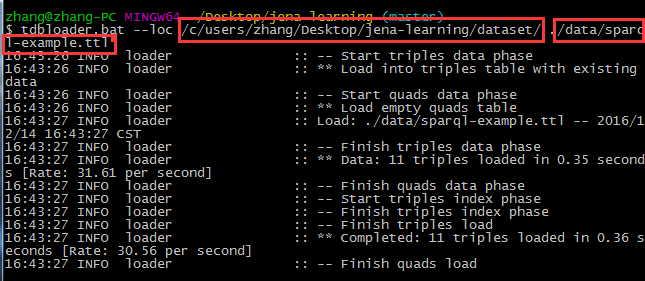 zhang@zhang-PC MINGW64 ~/Desktop/jena-learning (master)
$ tdbloader.bat --loc /c/users/zhang/Desktop/jena-learning/dataset/ ./data/sparq
l-example.ttl
16:43:26 INFO  loader               :: -- Start triples data phase
16:43:26 INFO  loader               :: ** Load into triples table with existing
data
16:43:26 INFO  loader               :: -- Start quads data phase
16:43:26 INFO  loader               :: ** Load empty quads table
16:43:27 INFO  loader               :: Load: ./data/sparql-example.ttl -- 2016/1
2/14 16:43:27 CST
16:43:27 INFO  loader               :: -- Finish triples data phase
16:43:27 INFO  loader               :: ** Data: 11 triples loaded in 0.35 second
s [Rate: 31.61 per second]
16:43:27 INFO  loader               :: -- Finish quads data phase
16:43:27 INFO  loader               :: -- Start triples index phase
16:43:27 INFO  loader               :: -- Finish triples index phase
16:43:27 INFO  loader               :: -- Finish triples load
16:43:27 INFO  loader               :: ** Completed: 11 triples loaded in 0.36 s
econds [Rate: 30.56 per second]
16:43:27 INFO  loader               :: -- Finish quads load